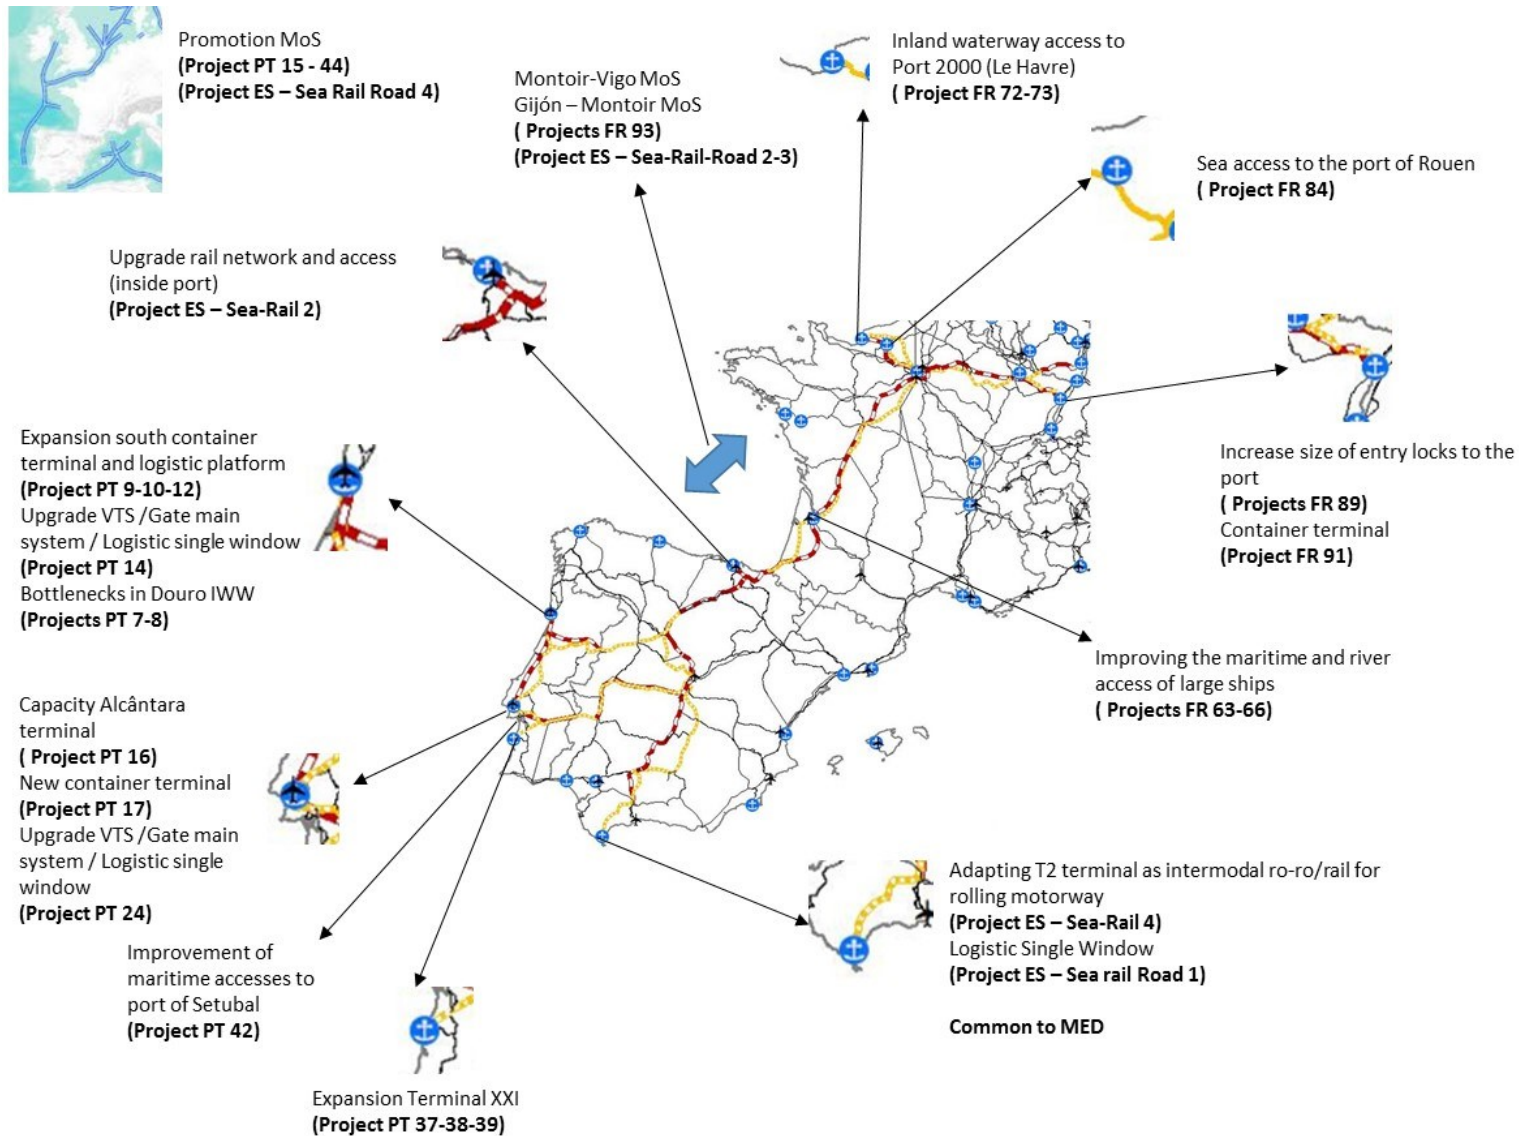 Promotion MoS
(Project PT 15 - 44)
(Project ES – Sea Rail Road 4)
Montoir-Vigo MoS
Gijón – Montoir MoS
( Projects FR 93)
(Project ES – Sea-Rail-Road 2-3)
Inland waterway access to
Port 2000 (Le Havre)
( Project FR 72-73)
Sea access to the port of Rouen
( Project FR 84)
Upgrade rail network and access
(inside port)
(Project ES – Sea-Rail 2)
Expansion south container
terminal and logistic platform
(Project PT 9-10-12)
Upgrade VTS /Gate main
system / Logistic single window
(Project PT 14)
Bottlenecks in Douro IWW
(Projects PT 7-8)
Increase size of entry locks to the
port
( Projects FR 89)
Container terminal
(Project FR 91)
Improving the maritime and river
access of large ships
( Projects FR 63-66)
Capacity Alcântara
terminal
( Project PT 16)
New container terminal
(Project PT 17)
Upgrade VTS /Gate main
system / Logistic single
window
(Project PT 24)
Improvement of
maritime accesses to
port of Setubal
(Project PT 42)
Expansion Terminal XXI
(Project PT 37-38-39)
Adapting T2 terminal as intermodal ro-ro/rail for
rolling motorway
(Project ES – Sea-Rail 4)
Logistic Single Window
(Project ES – Sea rail Road 1)
Common to MED